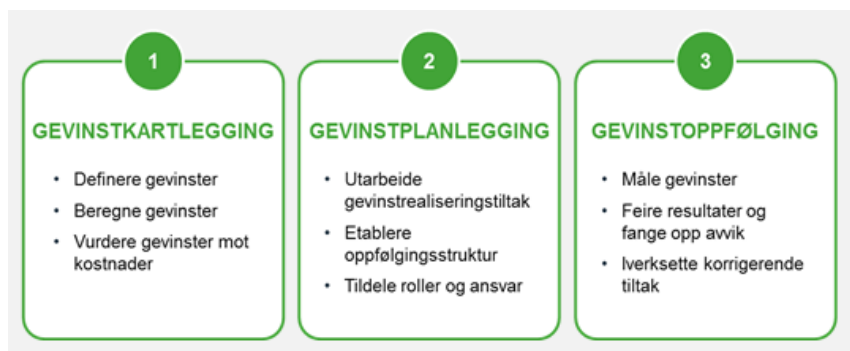 1
GEVINSTKARTLEGGING
• Definere gevinster
• Beregne gevinster
• Vurdere gevinster mot
kostnader
2
GEVINSTPLANLEGGING
• Utarbeide
gevinstrealiseringstiltak
• Etablere
oppfølgingsstruktur
• Tildele roller og ansvar
3
GEVINSTOPPFØLGING
• Måle gevinster
• Feire resultater og
fange opp avvik
• Iverksette korrigerende
tiltak